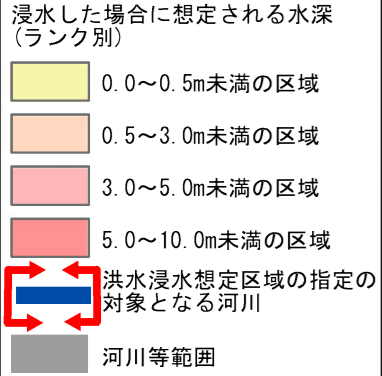 浸水した場合に想定される水深
(ランク別)
0.0～0.5m未満の区域
0.5～3.0m未満の区域
3.0～5.0m未満の区域
5.0～10.0m未満の区域
洪水浸水想定区域の指定の
対象となる河川
河川等範囲